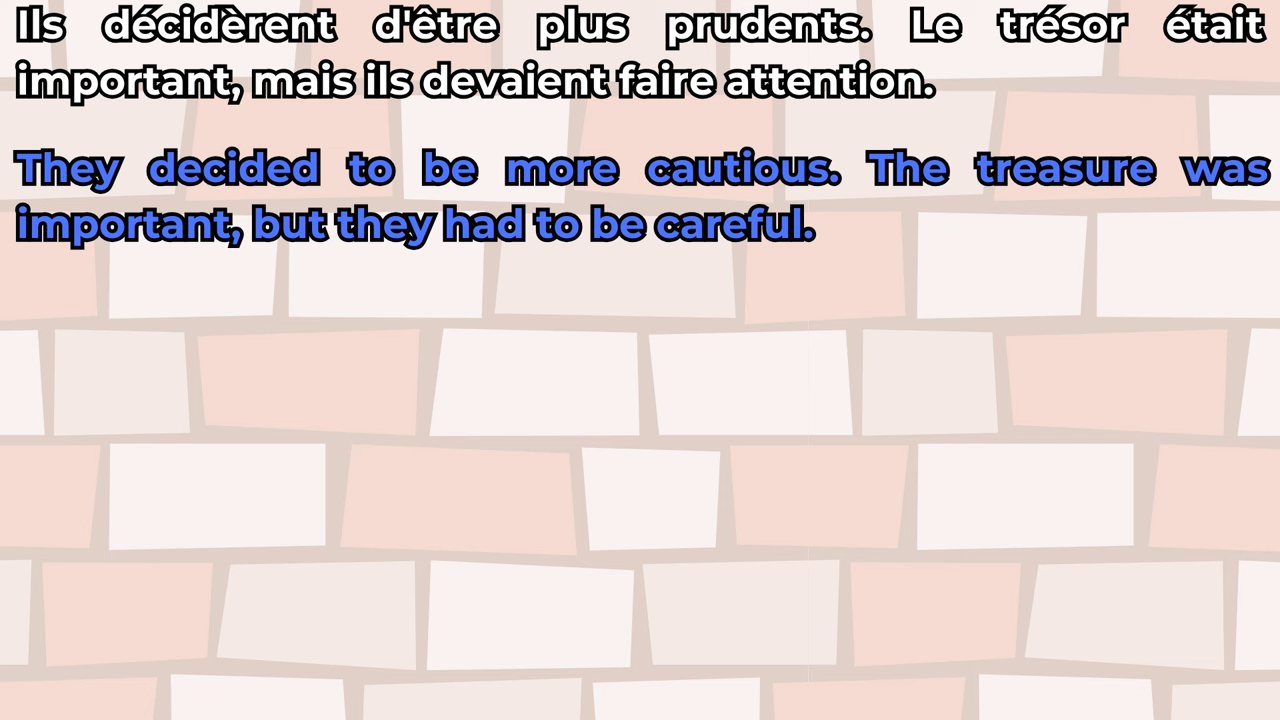 Ils décidèrent d'être plus prudents. Le trésor était
important, mais ils devaient faire attention.
They decided to be more cautious. The treasure was
important, but they had to be careful.